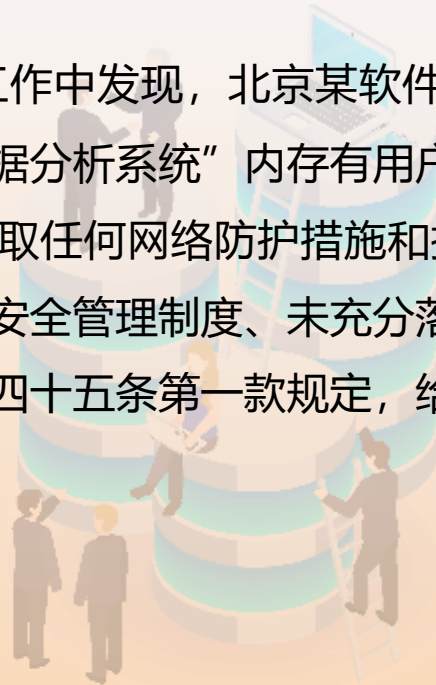 工作中发现，北京某软件
据分析系统”内存有用户
取任何网络防护措施和
安全管理制度、未充分落
四十五条第一款规定，给